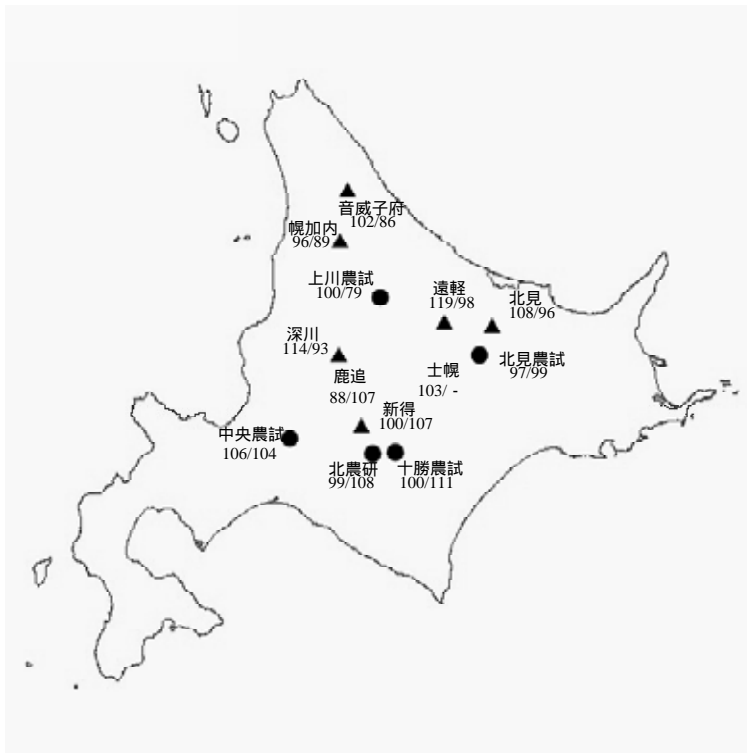 音威子府
102/86
幌加内
96/89
上川農試
100/79
遠軽
119/98
北見
108/96
深川
114/93
鹿追
88/107
士幌
103/ -
北見農試
97/99
新得
100/107
中央農試
106/104
北農研
99/108
十勝農試
100/111